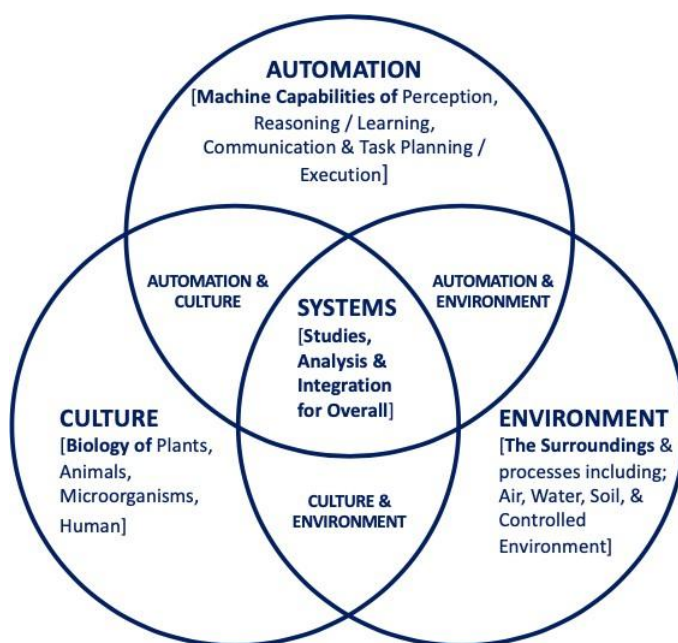 AUTOMATION
[Machine Capabilities of Perception,
Reasoning / Learning,
Communication & Task Planning /
Execution]
AUTOMATION &
CULTURE
AUTOMATION &
ENVIRONMENT
SYSTEMS
[Studies,
Analysis &
Integration
for Overall]
CULTURE
[Biology of Plants,
Animals,
Microorganisms,
Human]
ENVIRONMENT
[The Surroundings &
processes including;
Air, Water, Soil, &
Controlled
Environment]
CULTURE &
ENVIRONMENT